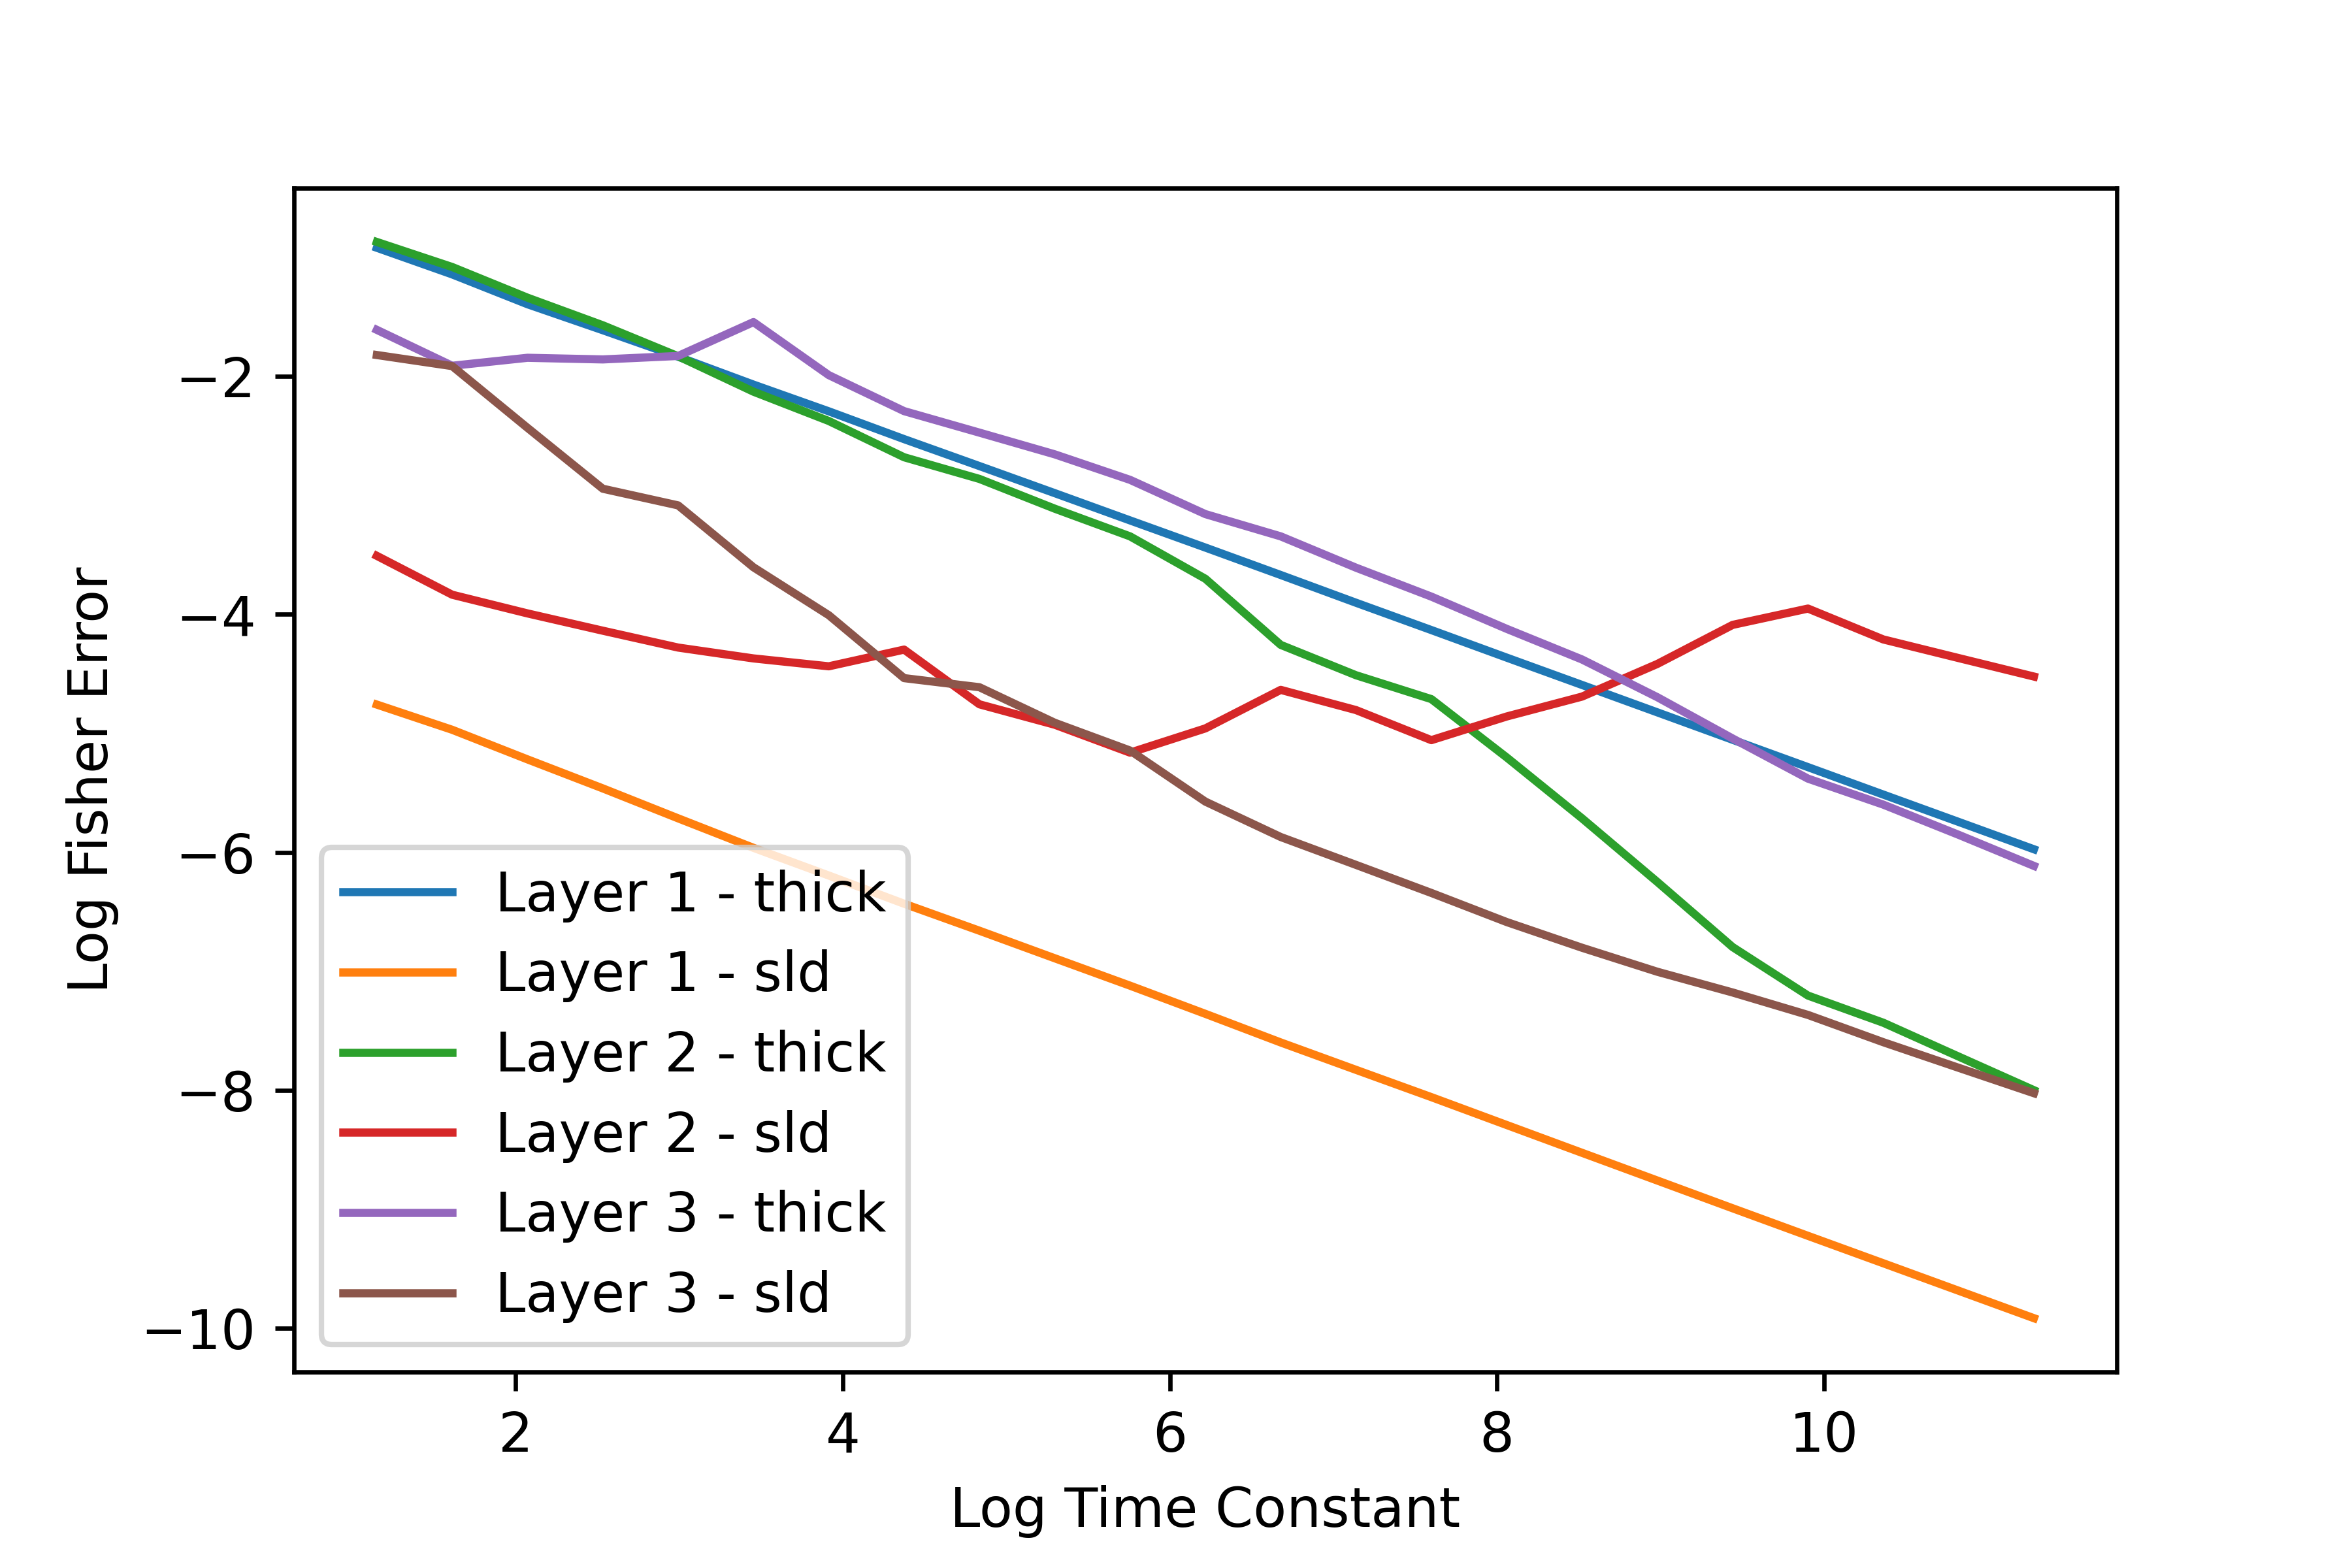 −2
−4
−6
−8
−10
Log Fisher Error
Layer 1 - thick
Layer 1 - sld
Layer 2 - thick
Layer 2 - sld
Layer 3 - thick
Layer 3 - sld
2 4 6 8 10
Log Time Constant